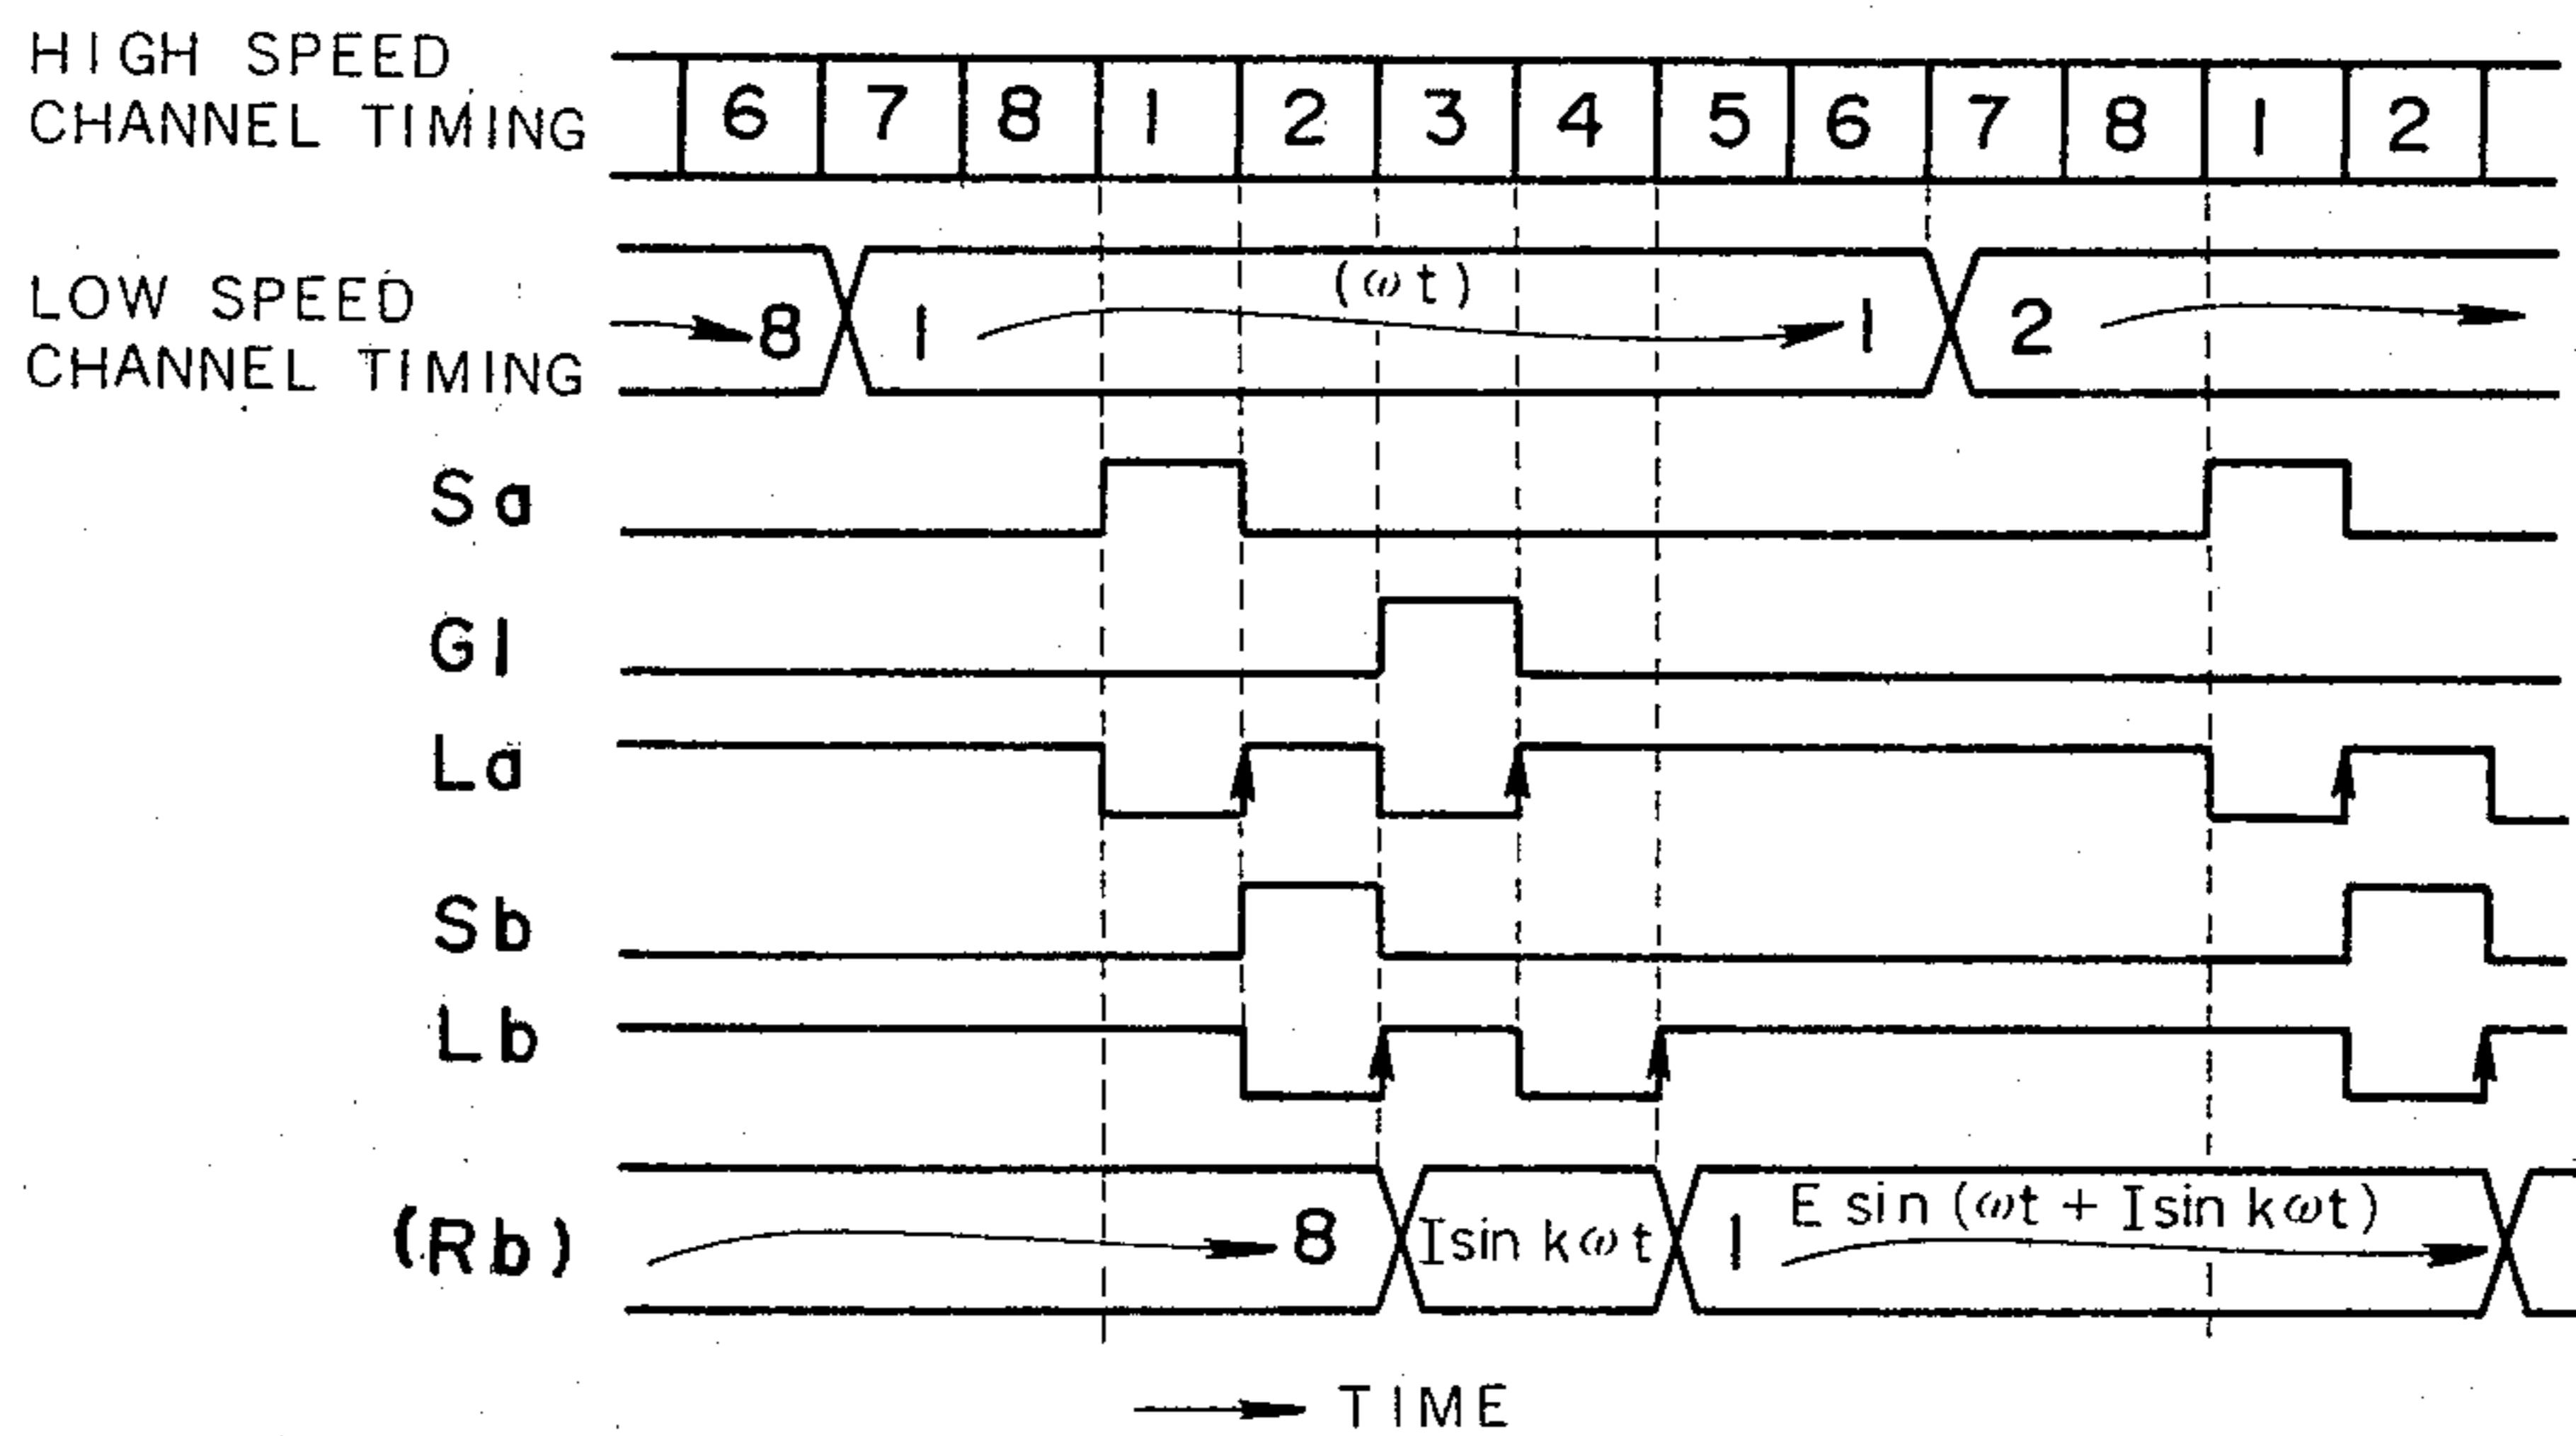 HIGH SPEED
CHANNEL TIMING
6 7 8 1 2 3 4 5 6 7 8 1 2
LOW SPEED
CHANNEL TIMING
8 1 (ωt) 1 2
Sa
G1
La
Sb
Lb
(Rb)
8 Isin kωt 1 E sin (ωt + Isin kωt)
TIME